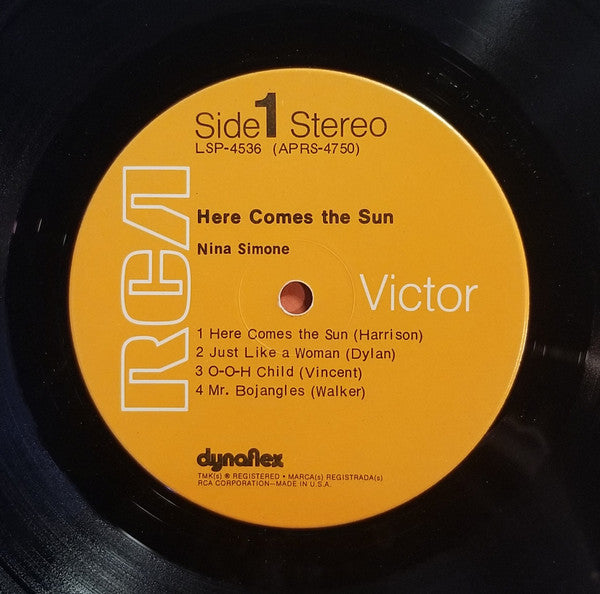 Side 1 Stereo
LSP-4536 (APRS-4750)
RCA
Here Comes the Sun
Nina Simone
Victor
1 Here Comes the Sun (Harrison)
2 Just Like a Woman (Dylan)
3 O-O-H Child (Vincent)
4 Mr. Bojangles (Walker)
dynaflex
TMK(s) ® REGISTERED • MARCA(s) REGISTRADA(s)
RCA CORPORATION—MADE IN U.S.A.